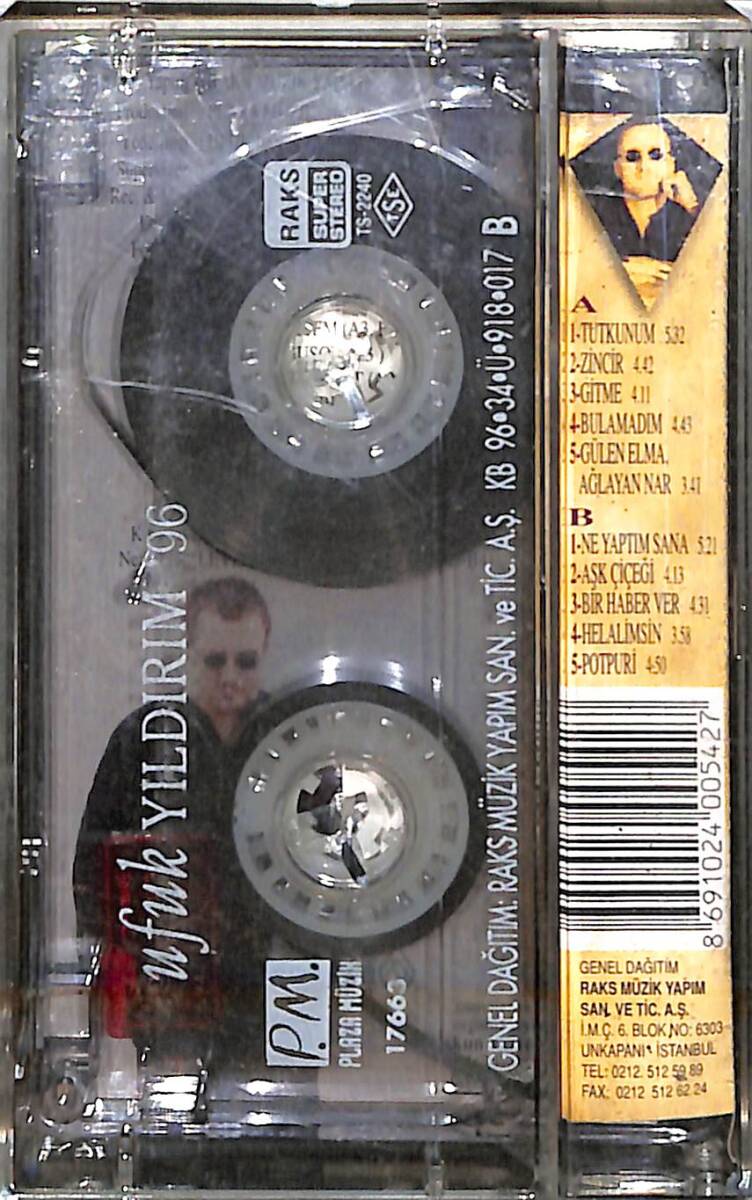 ufuk YILDIRIM '96
RAKS
SUPER
STEREO
TS-2240
TSE
P.M.
PLAZA MÜZİK
17663
GENEL DAĞITIM: RAKS MÜZİK YAPIM SAN. ve TİC. A.Ş. KB 96•34•Ü•918•017 B
A
1-TUTKUNUM 5.32
2-ZİNCİR 4.42
3-GİTME 4.11
4-BULAMADIM 4.43
5-GÜLEN ELMA,
AĞLAYAN NAR 3.41
B
1-NE YAPTIM SANA 5.21
2-AŞK ÇİÇEĞİ 4.13
3-BİR HABER VER 4.31
4-HELALİMSİN 3.58
5-POTPURİ 4.50
8 691024 005427
GENEL DAĞITIM
RAKS MÜZİK YAPIM
SAN. VE TİC. A.Ş.
İ.M.Ç. 6. BLOK NO: 6303
UNKAPANI* İSTANBUL
TEL: 0212. 512 59 89
FAX: 0212 512 62 24